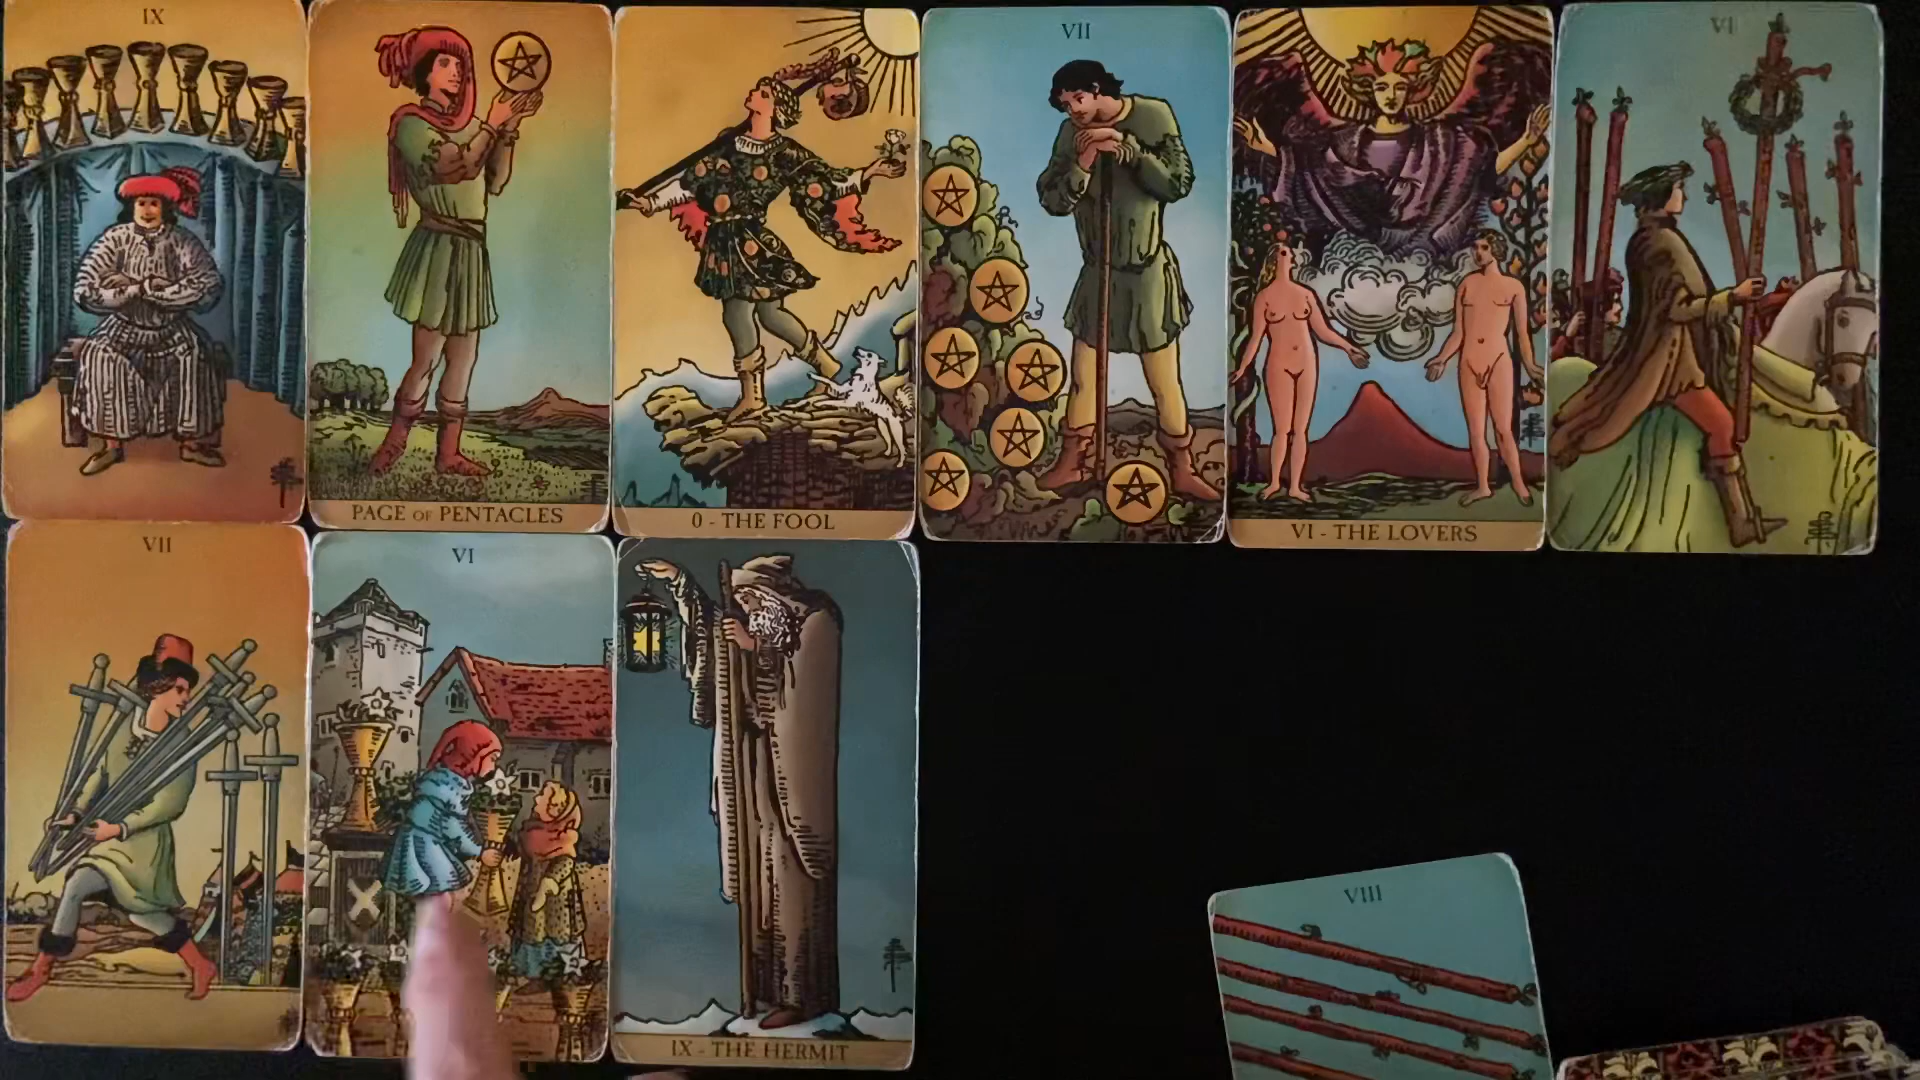 IX
PAGE OF PENTACLES
0 - THE FOOL
VII
VI - THE LOVERS
VI
VII
VI
IX - THE HERMIT
VIII